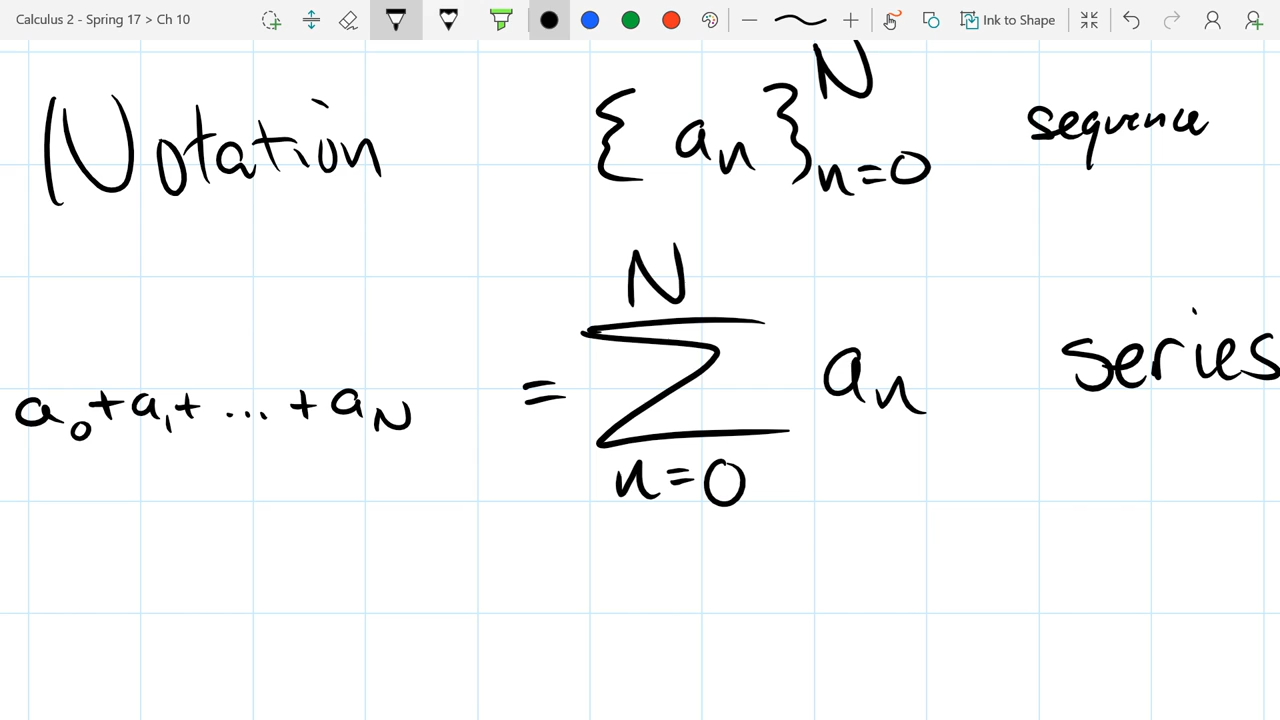 Calculus 2 - Spring 17 > Ch 10 Ink to Shape
Notation {a_n}_{n=0}^{N} sequence
a_0 + a_1 + ... + a_N = \sum_{n=0}^{N} a_n series